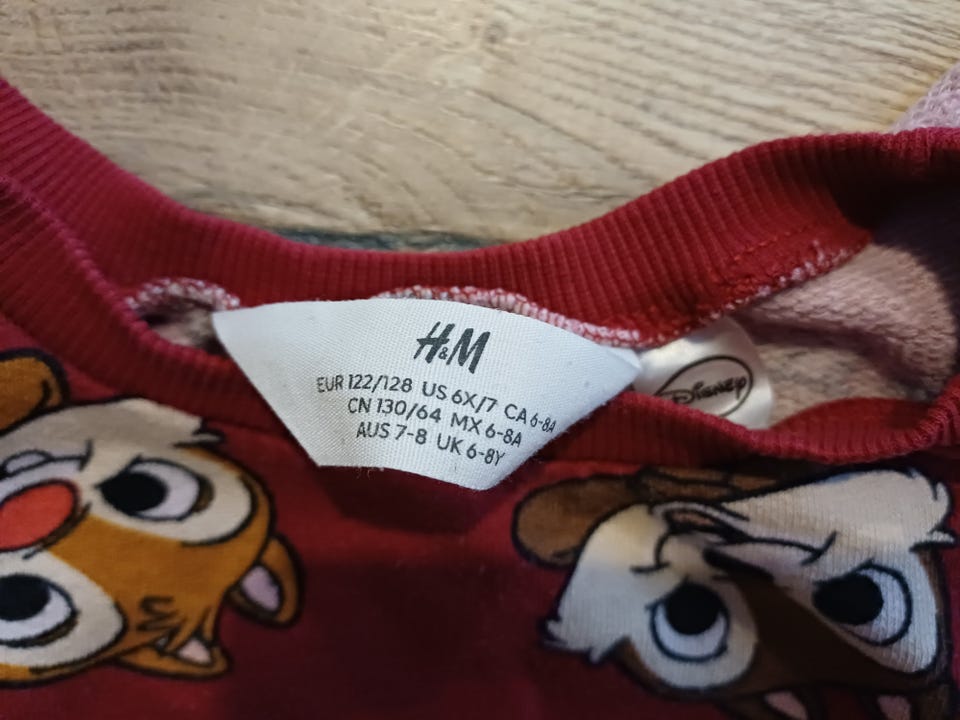 H&M
EUR 122/128 US 6X/7 CA 6-8A
CN 130/64 MX 6-8A
AUS 7-8 UK 6-8Y
Disney